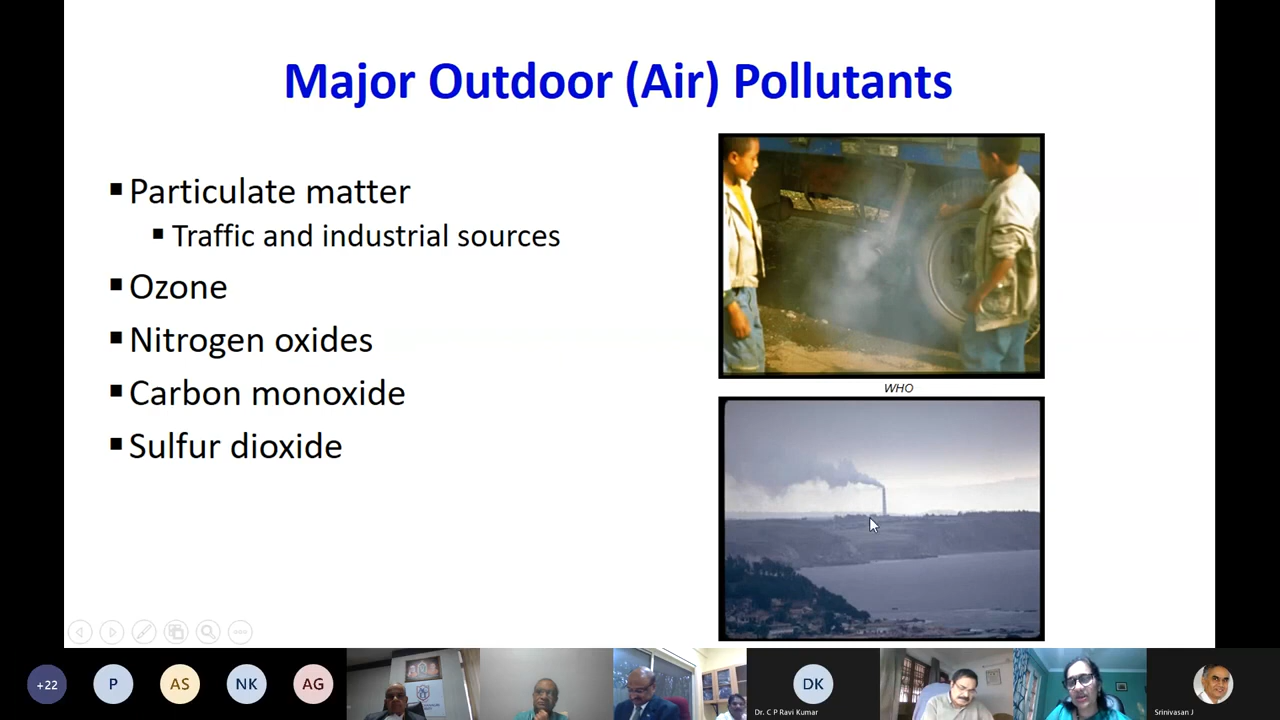 Major Outdoor (Air) Pollutants
Particulate matter
Traffic and industrial sources
Ozone
Nitrogen oxides
Carbon monoxide
Sulfur dioxide
WHO
+22
P
AS
NK
AG
DK
Dr. C P Ravi Kumar
Srinivasan J